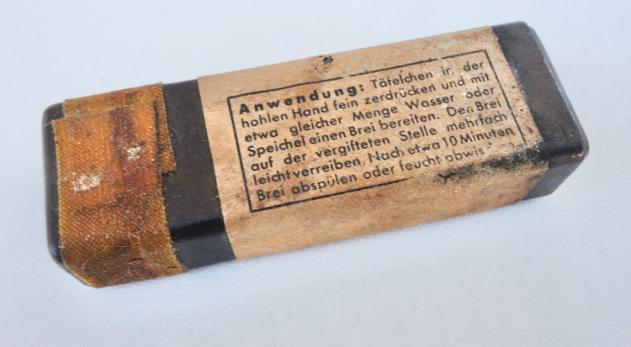 Anwendung: Täfelchen in der
hohlen Hand fein zerdrücken und mit
etwa gleicher Menge Wasser oder
Speichel einen Brei bereiten. Den Brei
auf der vergifteten Stelle mehrfach
leicht verreiben. Nach etwa 10 Minuten
Brei abspülen oder feucht